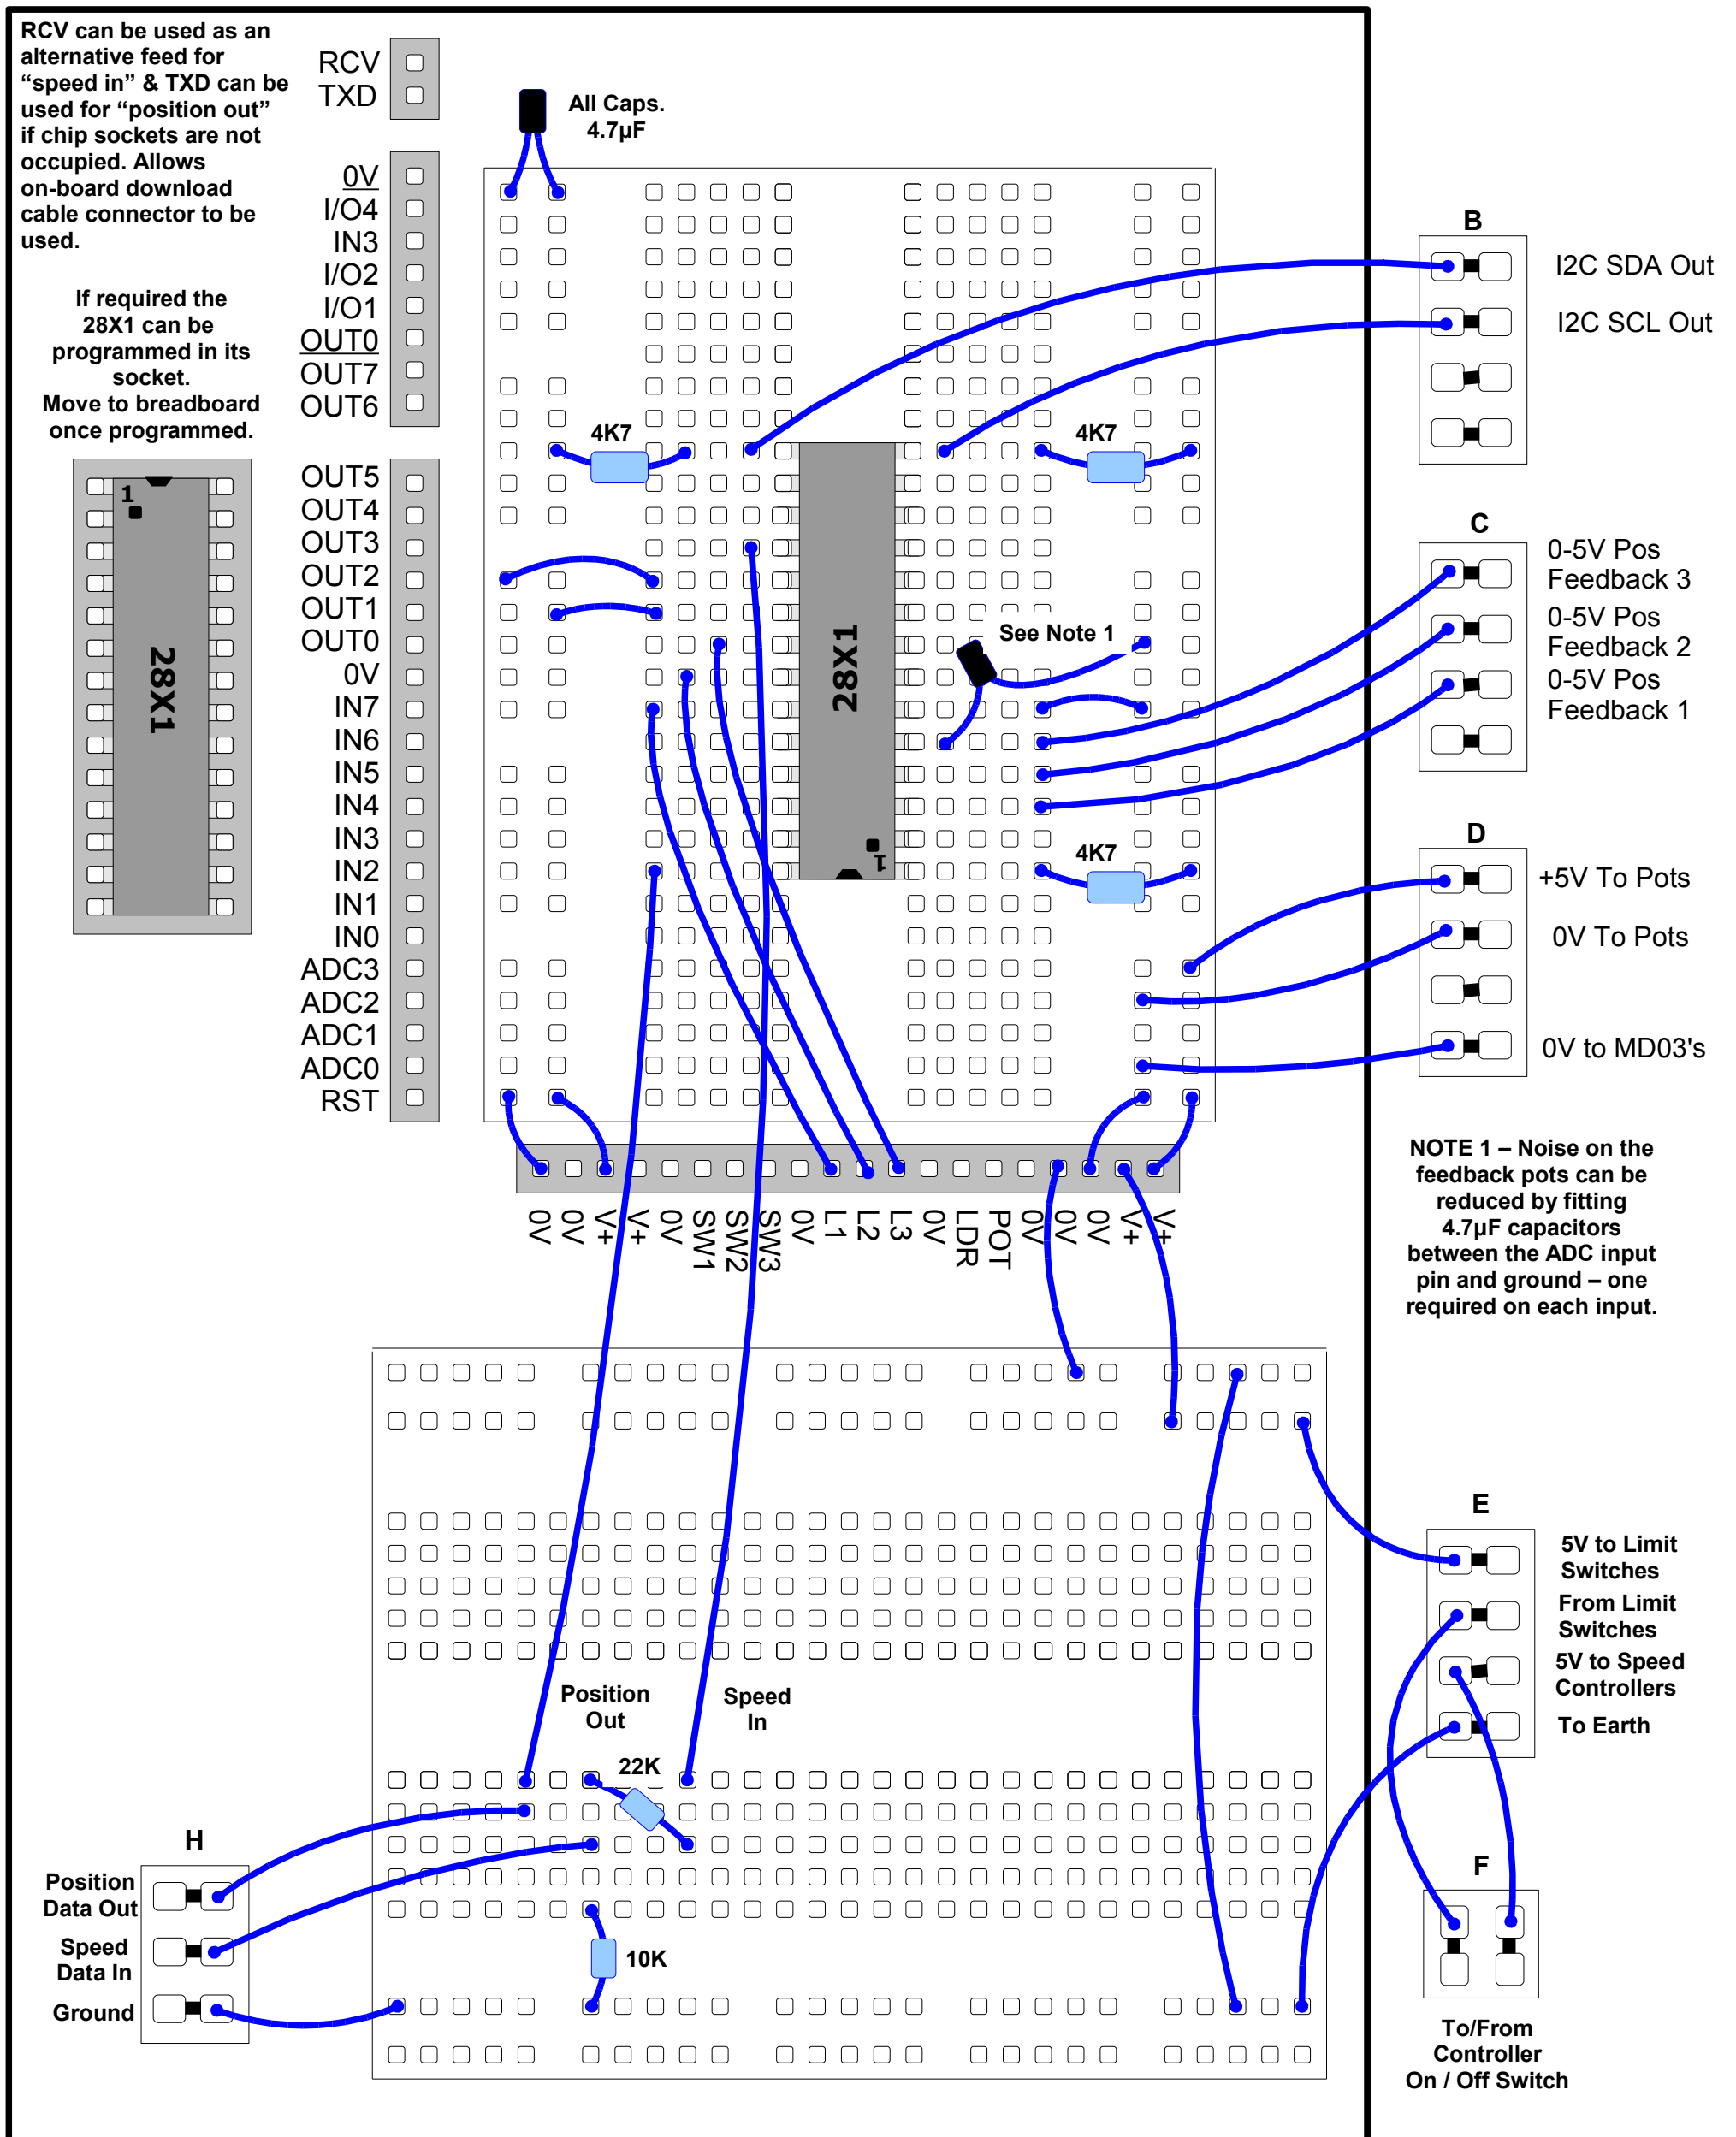 RCV can be used as an
alternative feed for
“speed in” & TXD can be
used for “position out”
if chip sockets are not
occupied. Allows
on-board download
cable connector to be
used.
If required the
28X1 can be
programmed in its
socket.
Move to breadboard
once programmed.
1
28X1
RCV
TXD
0V
I/O4
IN3
I/O2
I/O1
OUT0
OUT7
OUT6
OUT5
OUT4
OUT3
OUT2
OUT1
OUT0
0V
IN7
IN6
IN5
IN4
IN3
IN2
IN1
IN0
ADC3
ADC2
ADC1
ADC0
RST
All Caps.
4.7µF
4K7
4K7
See Note 1
28X1
1
4K7
B
I2C SDA Out
I2C SCL Out
C
0-5V Pos
Feedback 3
0-5V Pos
Feedback 2
0-5V Pos
Feedback 1
D
+5V To Pots
0V To Pots
0V to MD03's
0V
0V
V+
V+
0V
SW1
SW2
SW3
0V
L1
L2
L3
0V
LDR
POT
0V
0V
0V
V+
V+
NOTE 1 – Noise on the
feedback pots can be
reduced by fitting
4.7µF capacitors
between the ADC input
pin and ground – one
required on each input.
E
5V to Limit
Switches
From Limit
Switches
5V to Speed
Controllers
To Earth
Position
Out
Speed
In
22K
10K
H
Position
Data Out
Speed
Data In
Ground
F
To/From
Controller
On / Off Switch